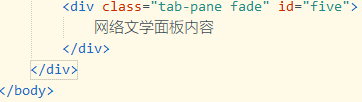 <div class="tab-pane fade" id="five">
网络文学面板内容
</div>
</div>
</body>